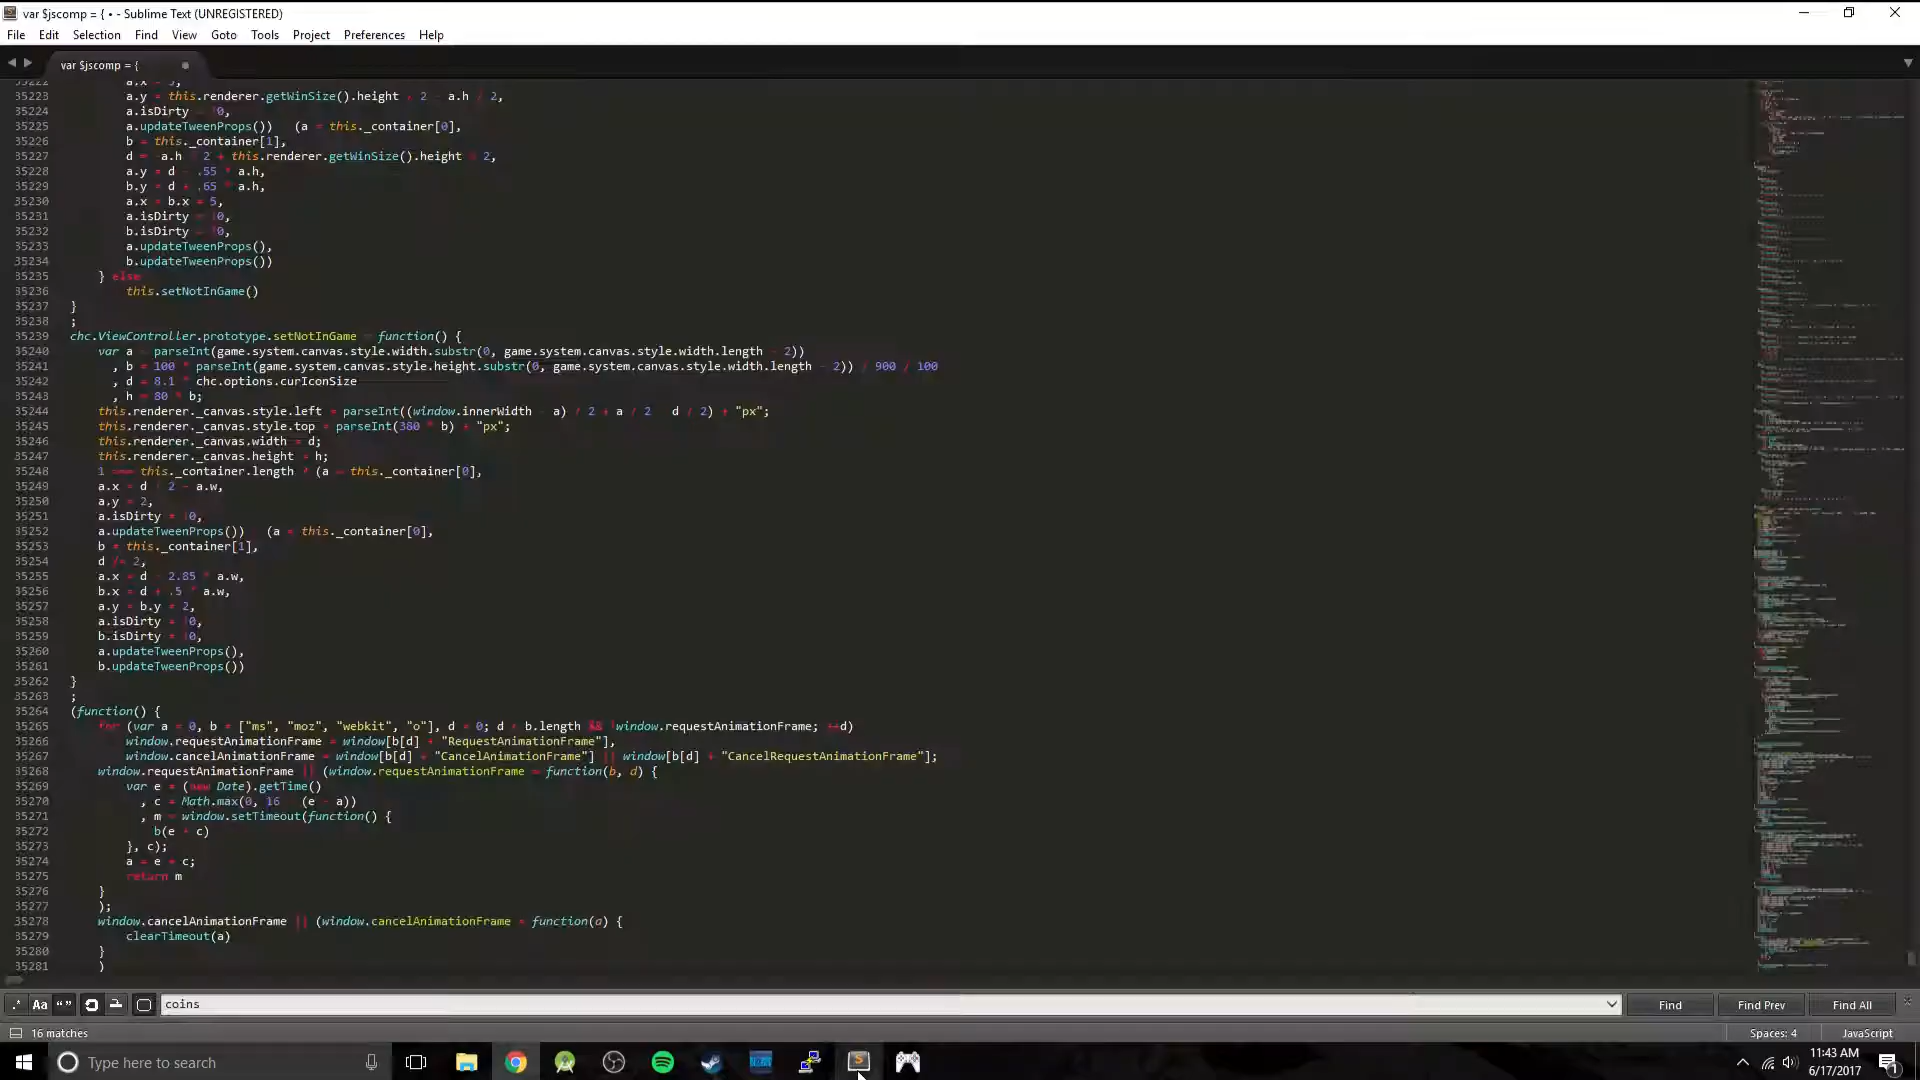 var $jscomp = { • - Sublime Text (UNREGISTERED)
File Edit Selection Find View Goto Tools Project Preferences Help
var $jscomp = {
35223 a.y = this.renderer.getWinSize().height / 2 - a.h / 2,
35224 a.isDirty = !0,
35225 a.updateTweenProps()) (a = this._container[0],
35226 b = this._container[1],
35227 d = -a.h / 2 + this.renderer.getWinSize().height / 2,
35228 a.y = d - .55 * a.h,
35229 b.y = d + .65 * a.h,
35230 a.x = b.x = 5,
35231 a.isDirty = !0,
35232 b.isDirty = !0,
35233 a.updateTweenProps(),
35234 b.updateTweenProps())
35235 } else
35236 this.setNotInGame()
35237 }
35238 ;
35239 chc.ViewController.prototype.setNotInGame = function() {
35240 var a = parseInt(game.system.canvas.style.width.substr(0, game.system.canvas.style.width.length - 2))
35241 , b = 100 * parseInt(game.system.canvas.style.height.substr(0, game.system.canvas.style.width.length - 2)) / 900 / 100
35242 , d = 8.1 * chc.options.curIconSize
35243 , h = 80 * b;
35244 this.renderer._canvas.style.left = parseInt((window.innerWidth - a) / 2 + a / 2 d / 2) + "px";
35245 this.renderer._canvas.style.top = parseInt(380 * b) + "px";
35246 this.renderer._canvas.width = d;
35247 this.renderer._canvas.height = h;
35248 1 === this._container.length ? (a = this._container[0],
35249 a.x = d / 2 - a.w,
35250 a.y = 2,
35251 a.isDirty = !0,
35252 a.updateTweenProps()) (a = this._container[0],
35253 b = this._container[1],
35254 d /= 2,
35255 a.x = d - 2.85 * a.w,
35256 b.x = d + .5 * a.w,
35257 a.y = b.y = 2,
35258 a.isDirty = !0,
35259 b.isDirty = !0,
35260 a.updateTweenProps(),
35261 b.updateTweenProps())
35262 }
35263 ;
35264 (function() {
35265 for (var a = 0, b = ["ms", "moz", "webkit", "o"], d = 0; d < b.length && !window.requestAnimationFrame; ++d)
35266 window.requestAnimationFrame = window[b[d] + "RequestAnimationFrame"],
35267 window.cancelAnimationFrame = window[b[d] + "CancelAnimationFrame"] || window[b[d] + "CancelRequestAnimationFrame"];
35268 window.requestAnimationFrame || (window.requestAnimationFrame = function(b, d) {
35269 var e = (new Date).getTime()
35270 , c = Math.max(0, 16 (e - a))
35271 , m = window.setTimeout(function() {
35272 b(e + c)
35273 }, c);
35274 a = e + c;
35275 return m
35276 }
35277 );
35278 window.cancelAnimationFrame || (window.cancelAnimationFrame = function(a) {
35279 clearTimeout(a)
35280 }
35281 )
.* Aa “” coins Find Find Prev Find All
16 matches Spaces: 4 JavaScript
Type here to search 11:43 AM
6/17/2017